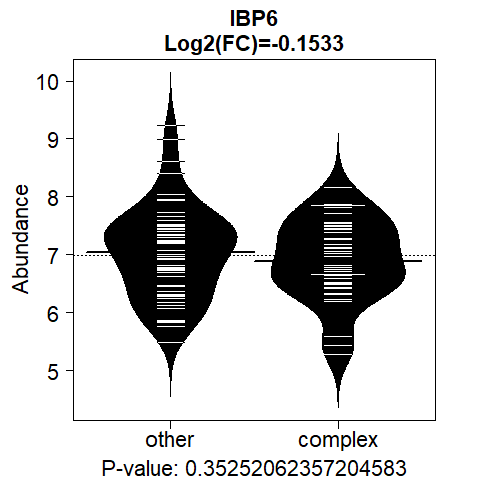 IBP6
Log2(FC)=-0.1533
Abundance
10
9
8
7
6
5
other complex
P-value: 0.35252062357204583